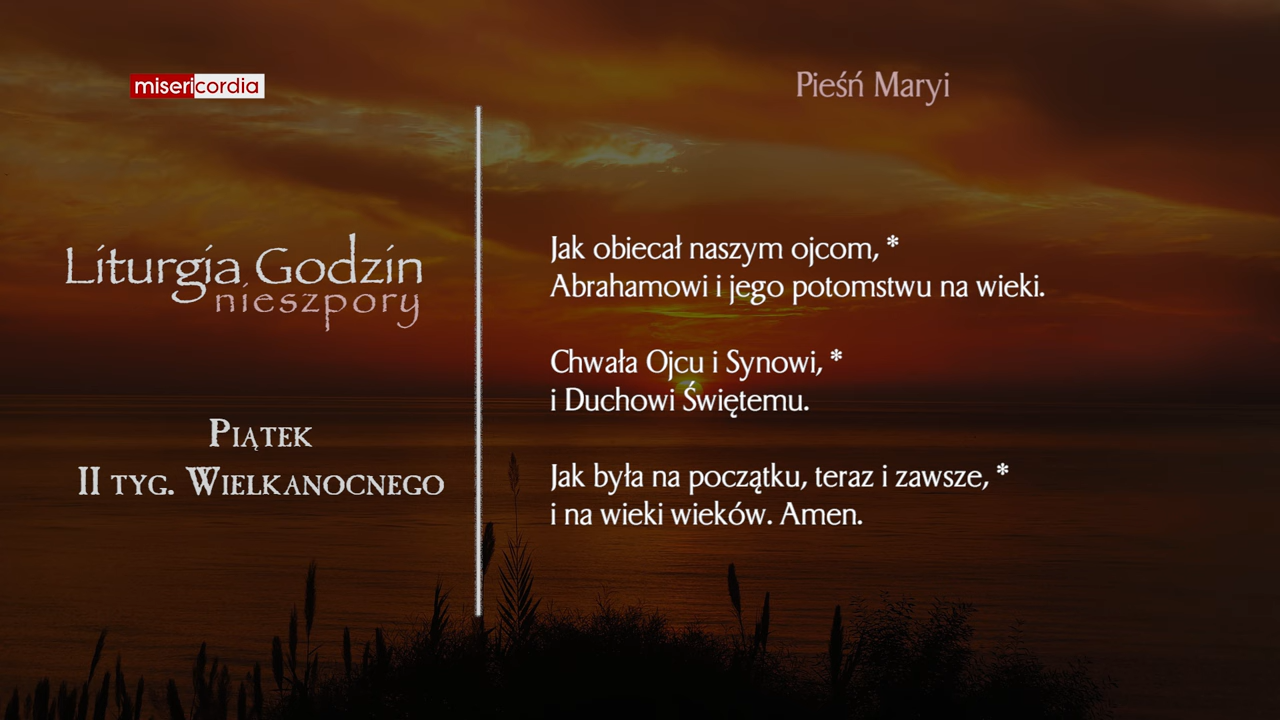 misericordia
Pieśń Maryi
Liturgia Godzin
nieszpory
Piątek
II tyg. Wielkanocnego
Jak obiecał naszym ojcom, *
Abrahamowi i jego potomstwu na wieki.
Chwała Ojcu i Synowi, *
i Duchowi Świętemu.
Jak była na początku, teraz i zawsze, *
i na wieki wieków. Amen.